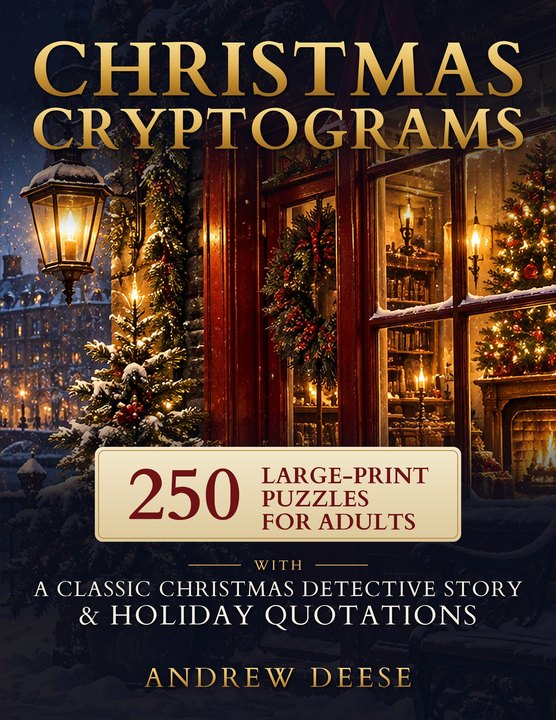 CHRISTMAS
CRYPTOGRAMS
250
LARGE-PRINT
PUZZLES
FOR ADULTS
WITH
A CLASSIC CHRISTMAS DETECTIVE STORY
& HOLIDAY QUOTATIONS
ANDREW DEESE